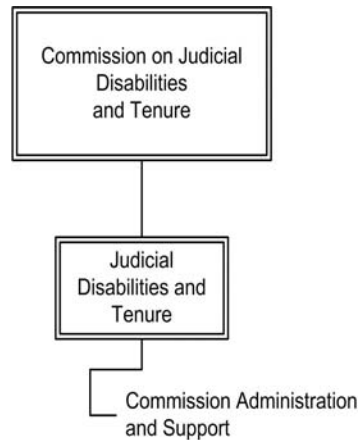 Commission on Judicial
Disabilities
and Tenure
Judicial
Disabilities and
Tenure
Commission Administration
and Support